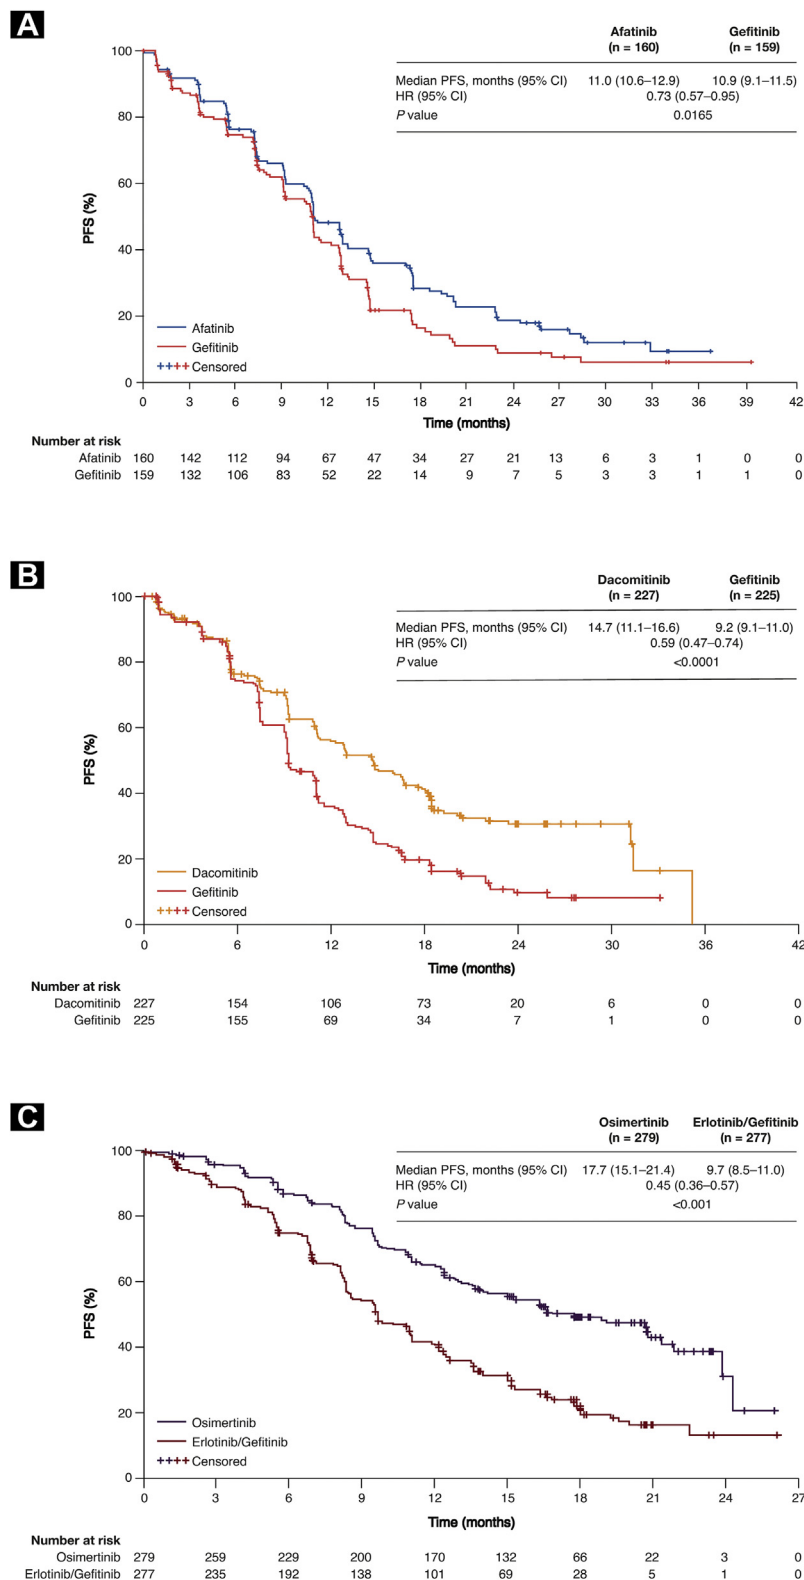 A
Afatinib Gefitinib
(n = 160) (n = 159)
Median PFS, months (95% CI) 11.0 (10.6–12.9) 10.9 (9.1–11.5)
HR (95% CI) 0.73 (0.57–0.95)
P value 0.0165
PFS (%)
100
80
60
40
20
0
Afatinib
Gefitinib
Censored
0 3 6 9 12 15 18 21 24 27 30 33 36 39 42
Time (months)
Number at risk
Afatinib 160 142 112 94 67 47 34 27 21 13 6 3 1 0 0
Gefitinib 159 132 106 83 52 22 14 9 7 5 3 3 1 1 0
B
Dacomitinib Gefitinib
(n = 227) (n = 225)
Median PFS, months (95% CI) 14.7 (11.1–16.6) 9.2 (9.1–11.0)
HR (95% CI) 0.59 (0.47–0.74)
P value <0.0001
PFS (%)
100
80
60
40
20
0
Dacomitinib
Gefitinib
Censored
0 6 12 18 24 30 36 42
Time (months)
Number at risk
Dacomitinib 227 154 106 73 20 6 0 0
Gefitinib 225 155 69 34 7 1 0 0
C
Osimertinib Erlotinib/Gefitinib
(n = 279) (n = 277)
Median PFS, months (95% CI) 17.7 (15.1–21.4) 9.7 (8.5–11.0)
HR (95% CI) 0.45 (0.36–0.57)
P value <0.001
PFS (%)
100
80
60
40
20
0
Osimertinib
Erlotinib/Gefitinib
Censored
0 3 6 9 12 15 18 21 24 27
Time (months)
Number at risk
Osimertinib 279 259 229 200 170 132 66 22 3 0
Erlotinib/Gefitinib 277 235 192 138 101 69 28 5 1 0